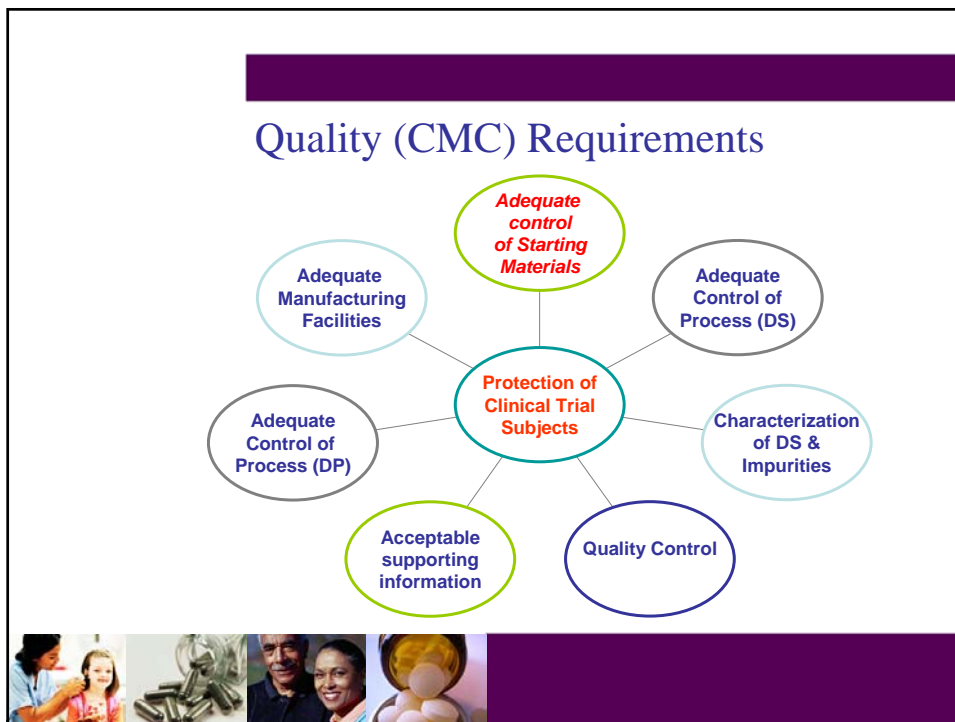 Quality (CMC) Requirements
Adequate
control
of Starting
Materials
Adequate
Manufacturing
Facilities
Adequate
Control of
Process (DS)
Protection of
Clinical Trial
Subjects
Adequate
Control of
Process (DP)
Characterization
of DS &
Impurities
Acceptable
supporting
information
Quality Control